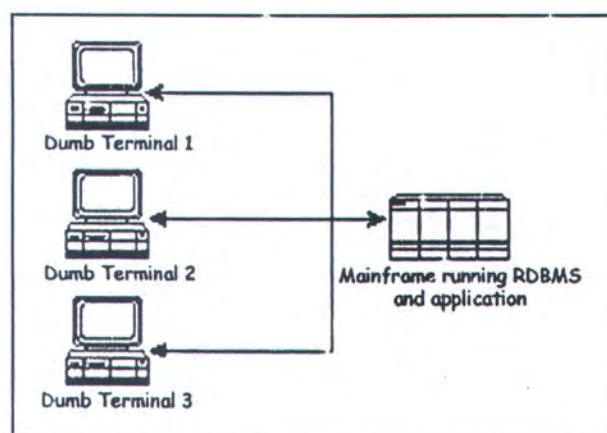 Dumb Terminal 1
Dumb Terminal 2
Mainframe running RDBMS
and application
Dumb Terminal 3